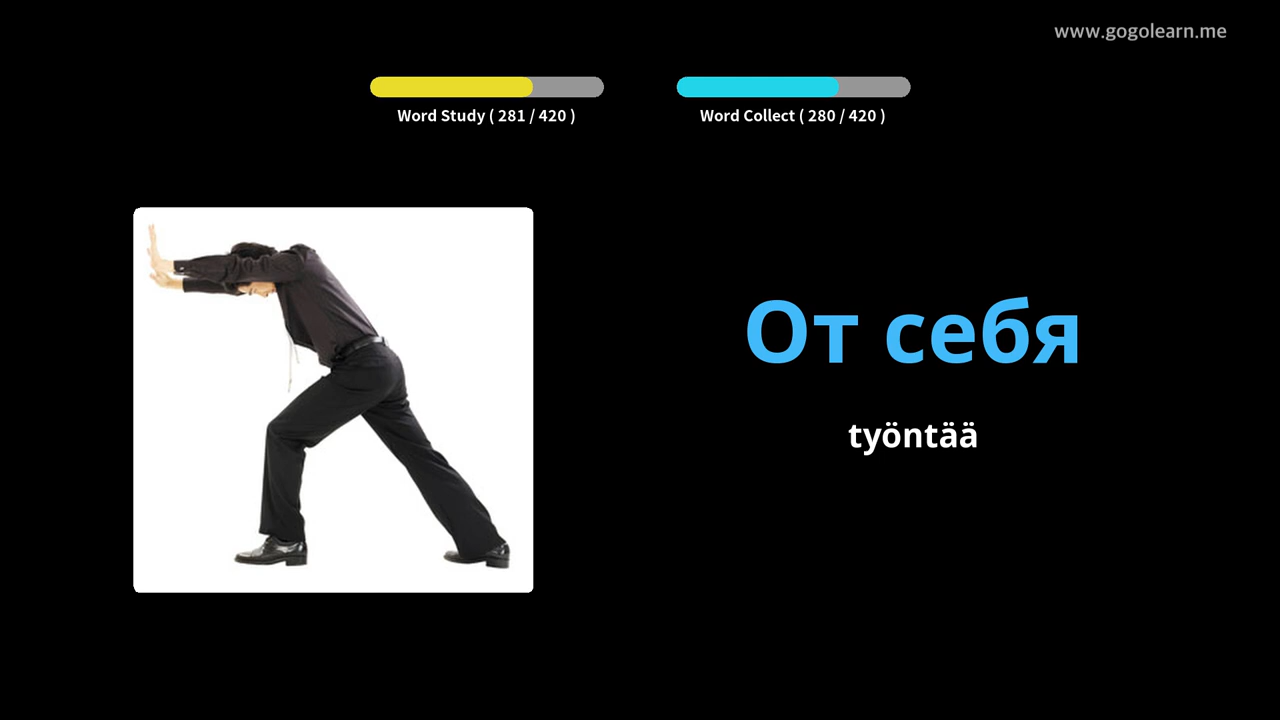 www.gogolearn.me
Word Study ( 281 / 420 )
Word Collect ( 280 / 420 )
От себя
työntää